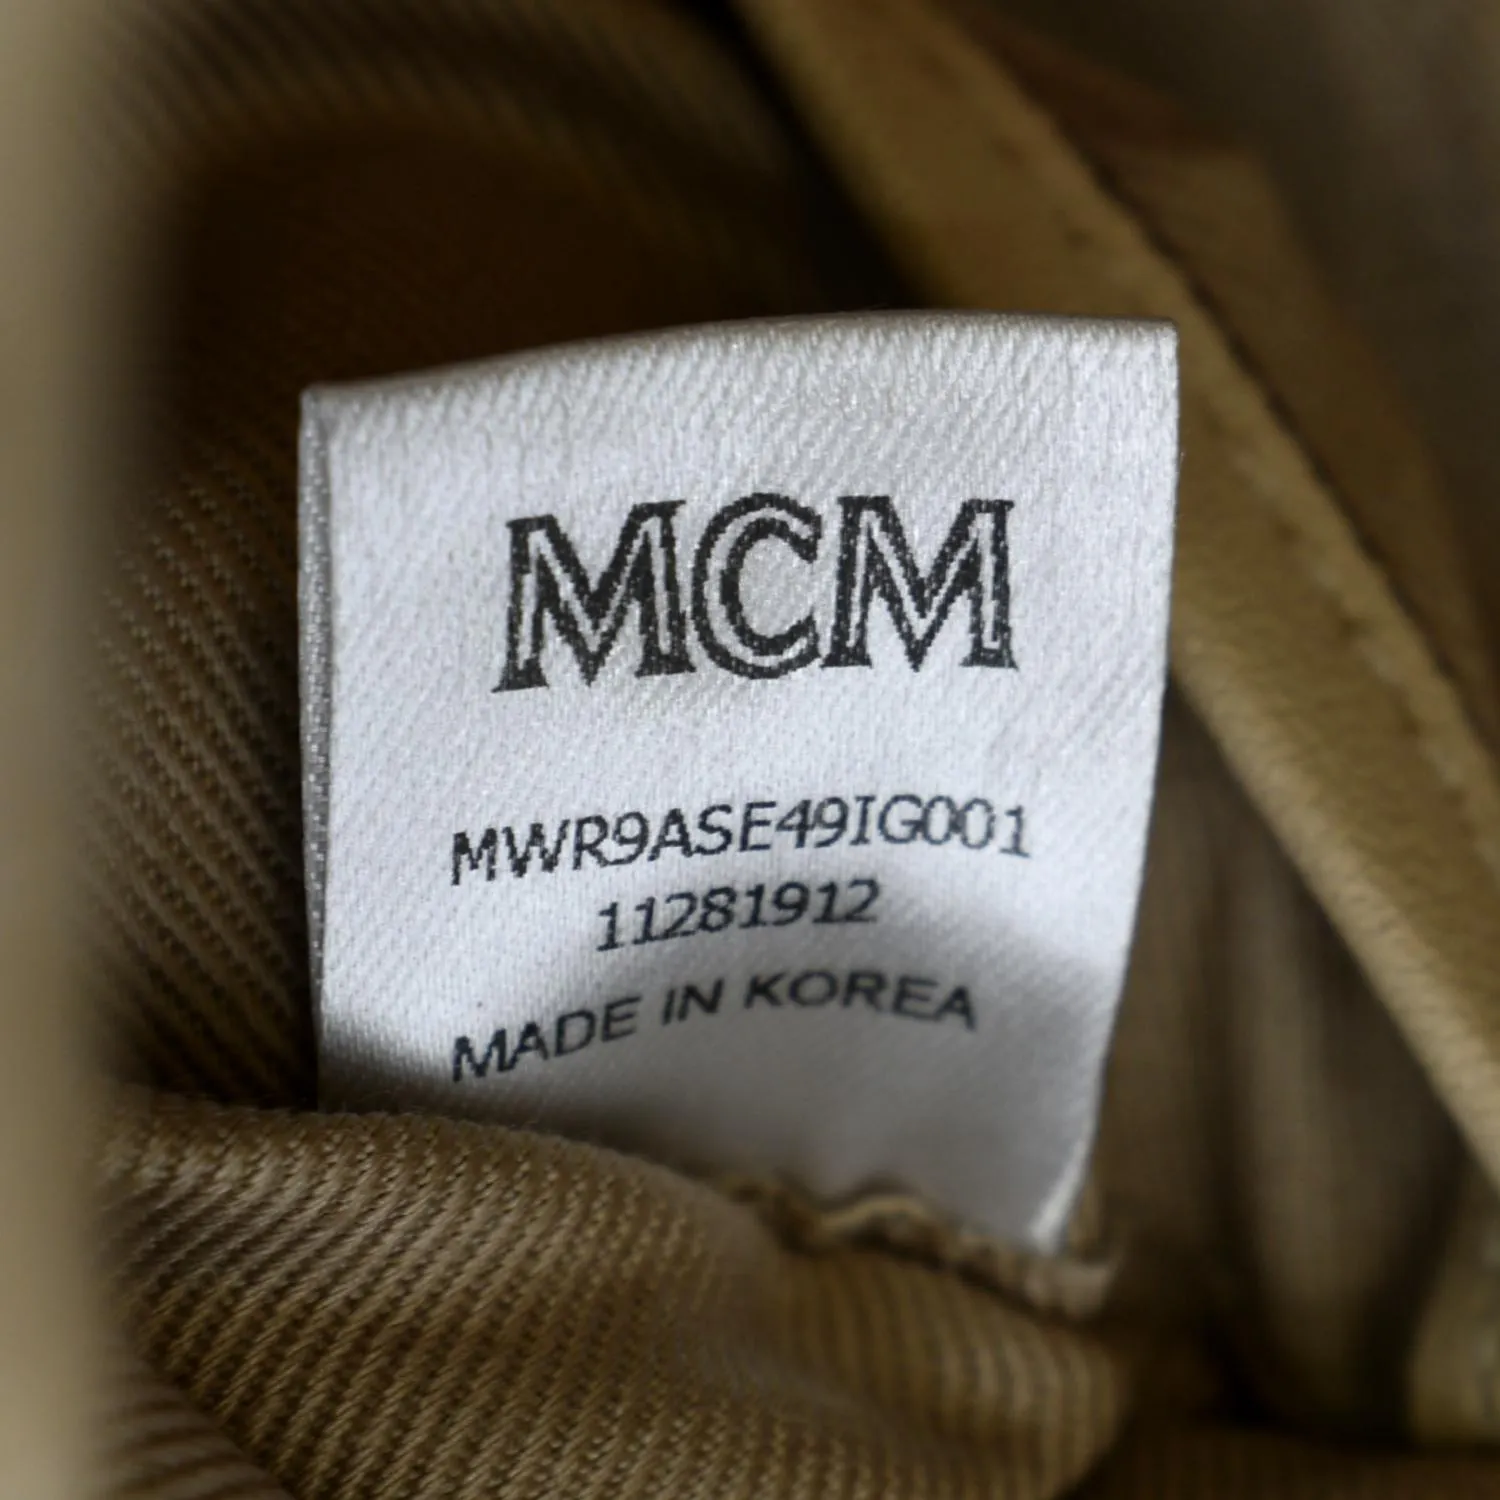 MCM
MWR9ASE49IG001
11281912
MADE IN KOREA